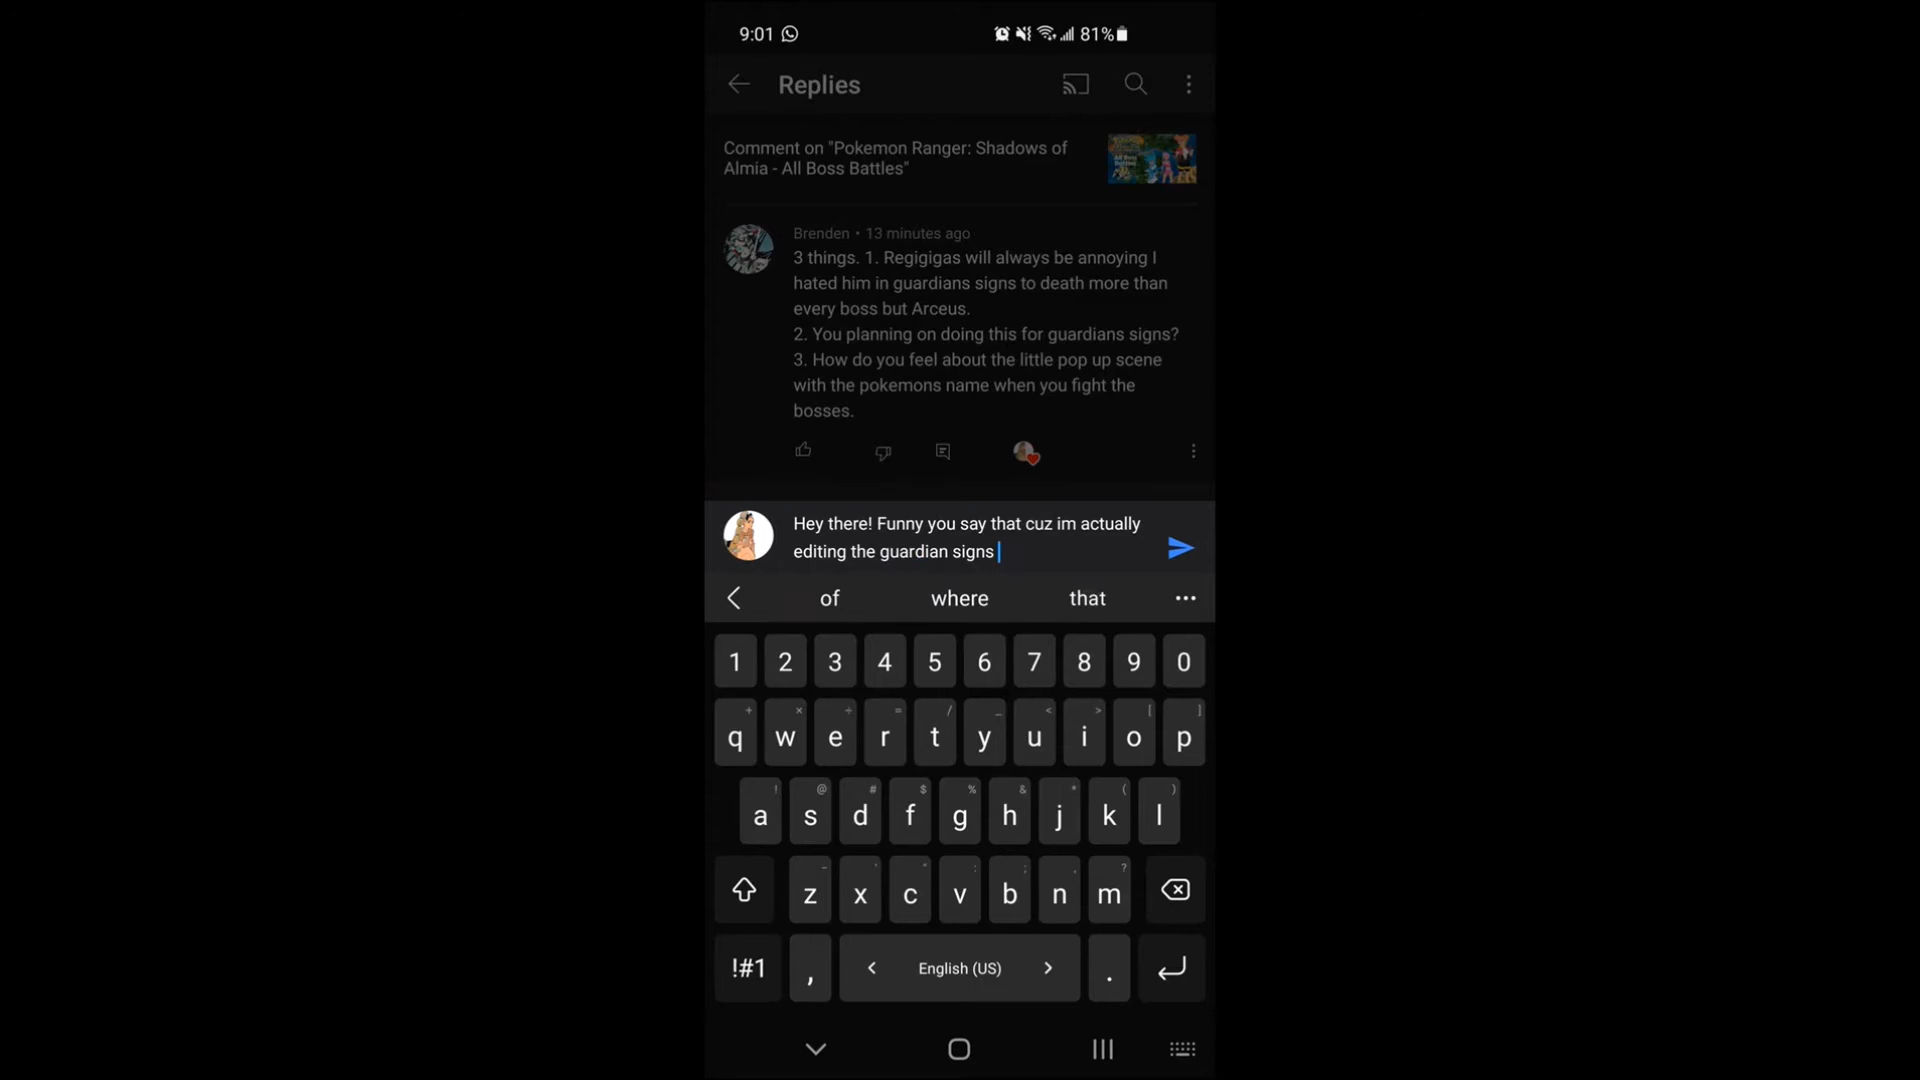 9:01
81%
Replies
Comment on "Pokemon Ranger: Shadows of
Almia - All Boss Battles"
All Boss
Battles
Brenden • 13 minutes ago
3 things. 1. Regigigas will always be annoying I
hated him in guardians signs to death more than
every boss but Arceus.
2. You planning on doing this for guardians signs?
3. How do you feel about the little pop up scene
with the pokemons name when you fight the
bosses.
Hey there! Funny you say that cuz im actually
editing the guardian signs
of where that
1 2 3 4 5 6 7 8 9 0
+ × ÷ = / _ < > [ ]
q w e r t y u i o p
! @ # $ % & * ( )
a s d f g h j k l
- ' " : ; , ?
z x c v b n m
!#1 , < English (US) > .